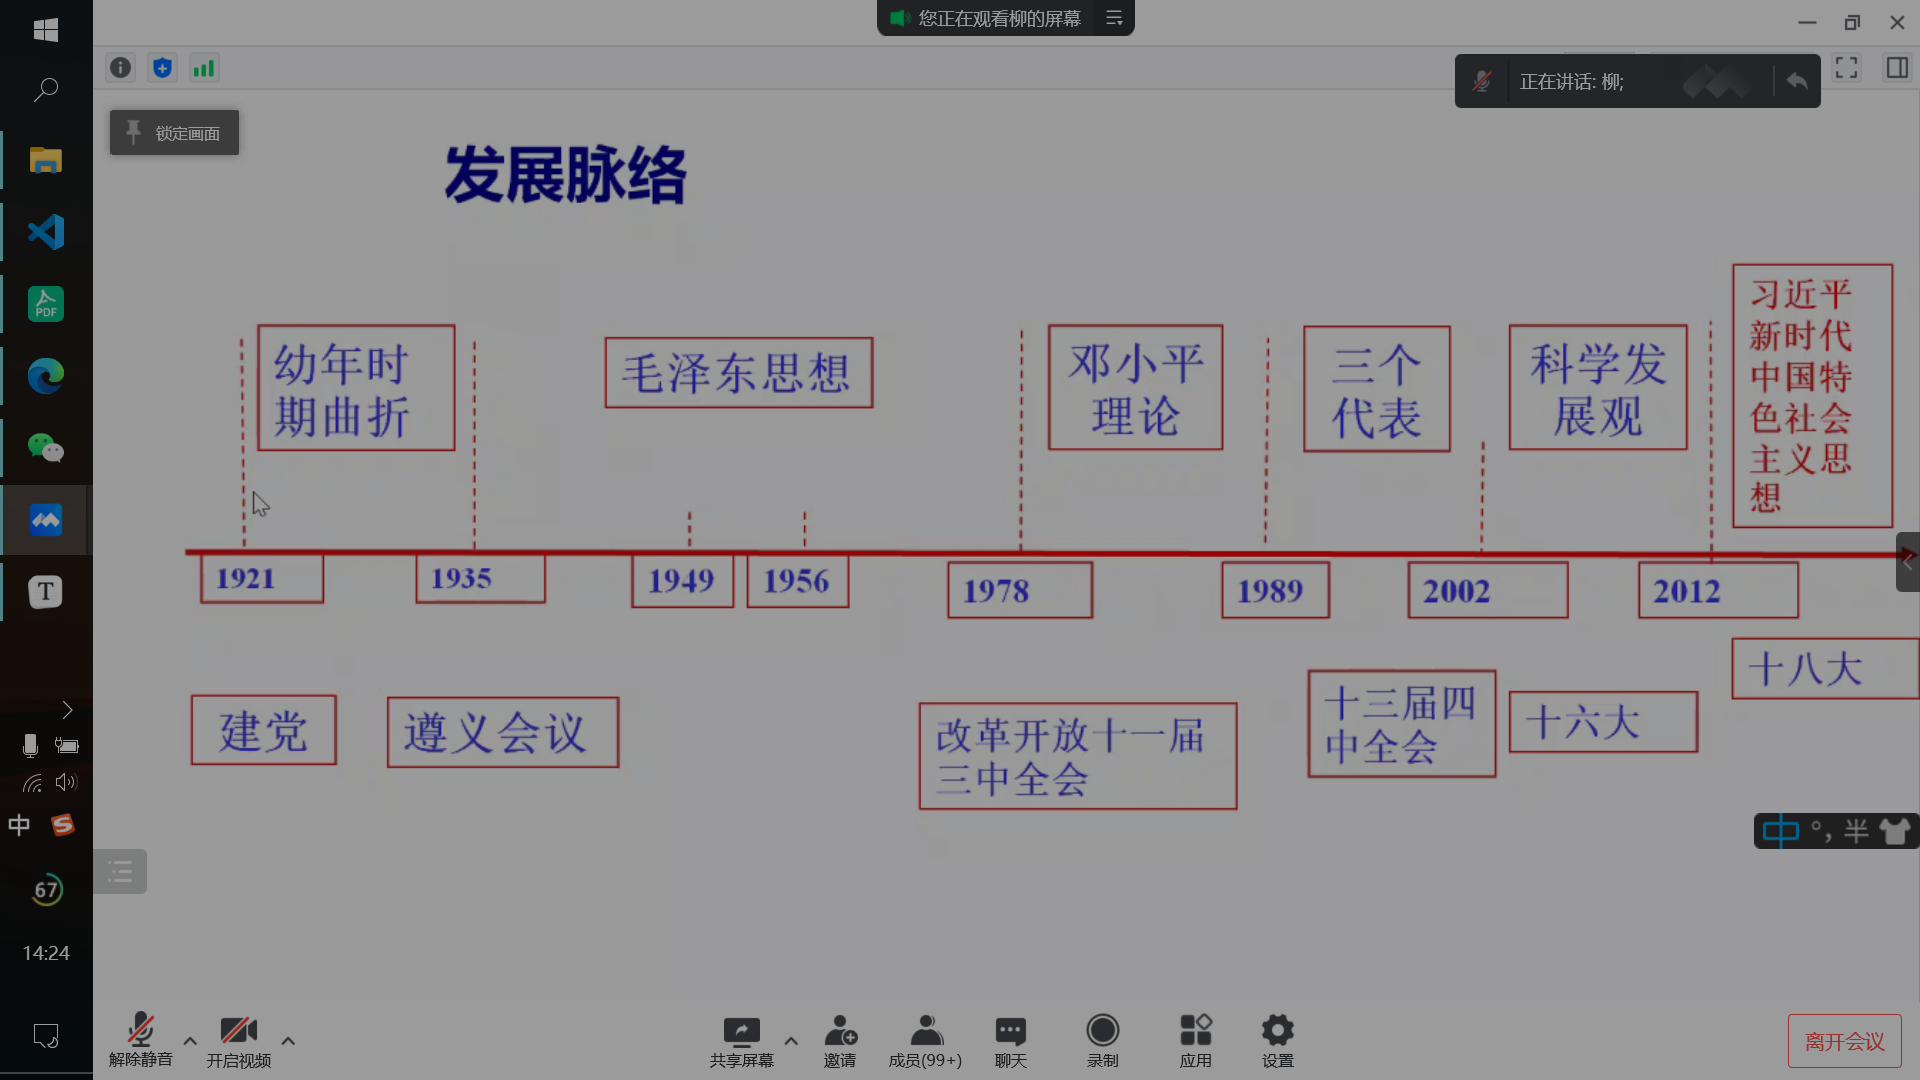 您正在观看柳的屏幕
正在讲话: 柳;
锁定画面
发展脉络
幼年时
期曲折
毛泽东思想
邓小平
理论
三个
代表
科学发
展观
习近平
新时代
中国特
色社会
主义思
想
1921
1935
1949
1956
1978
1989
2002
2012
建党
遵义会议
改革开放十一届
三中全会
十三届四
中全会
十六大
十八大
PDF
T
中
67
14:24
中 °, 半
解除静音
开启视频
共享屏幕
邀请
成员(99+)
聊天
录制
应用
设置
离开会议